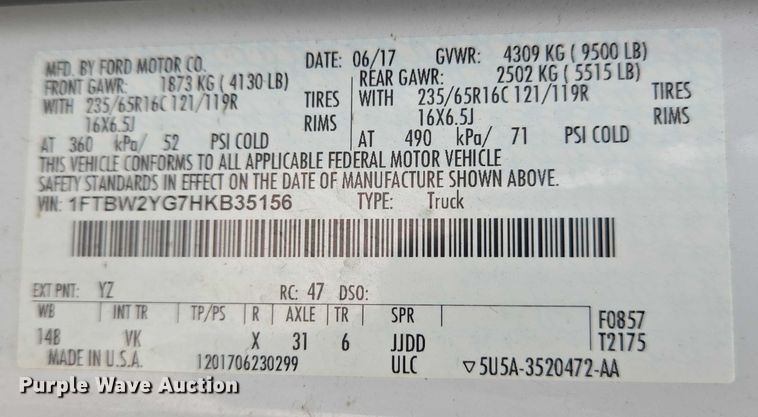 MFD. BY FORD MOTOR CO. DATE: 06/17 GVWR: 4309 KG ( 9500 LB)
FRONT GAWR: 1873 KG ( 4130 LB) REAR GAWR: 2502 KG ( 5515 LB)
WITH 235/65R16C 121/119R TIRES WITH 235/65R16C 121/119R TIRES
16X6.5J RIMS 16X6.5J RIMS
AT 360 kPa/ 52 PSI COLD AT 490 kPa/ 71 PSI COLD
THIS VEHICLE CONFORMS TO ALL APPLICABLE FEDERAL MOTOR VEHICLE
SAFETY STANDARDS IN EFFECT ON THE DATE OF MANUFACTURE SHOWN ABOVE.
VIN: 1FTBW2YG7HKB35156 TYPE: Truck
EXT PNT: YZ RC: 47 DSO:
WB INT TR TP/PS R AXLE TR SPR F0857
148 VK X 31 6 JJDD T2175
MADE IN U.S.A. 1201706230299 ULC ▽5U5A-3520472-AA
Purple Wave Auction